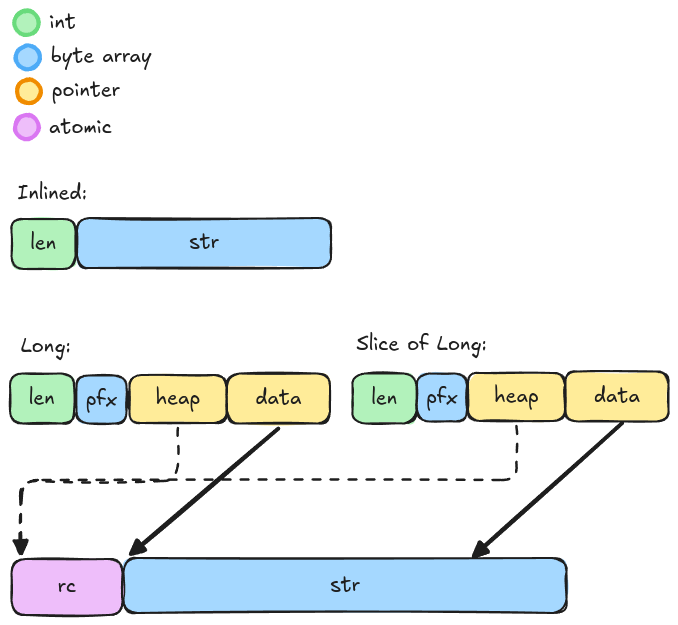 int
byte array
pointer
atomic
Inlined:
len str
Long:
len pfx heap data
Slice of Long:
len pfx heap data
rc str